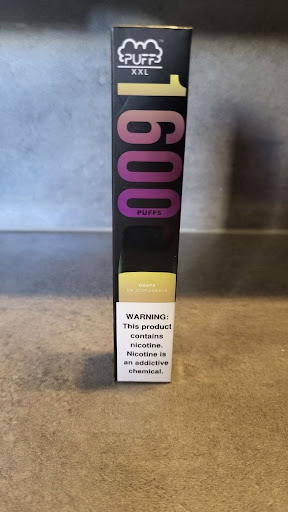 PUFF
XXL
1600
PUFFS
GRAPE
WARNING:
This product
contains
nicotine.
Nicotine is
an addictive
chemical.